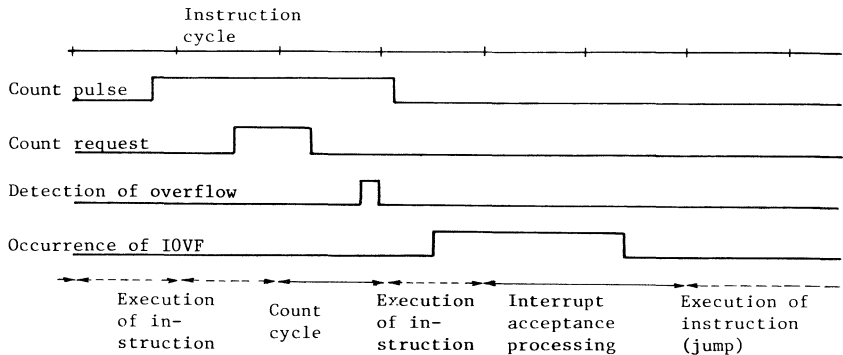 Instruction
cycle
Count pulse
Count request
Detection of overflow
Occurrence of IOVF
Execution
of in-
struction
Count
cycle
Execution
of in-
struction
Interrupt
acceptance
processing
Execution of
instruction
(jump)